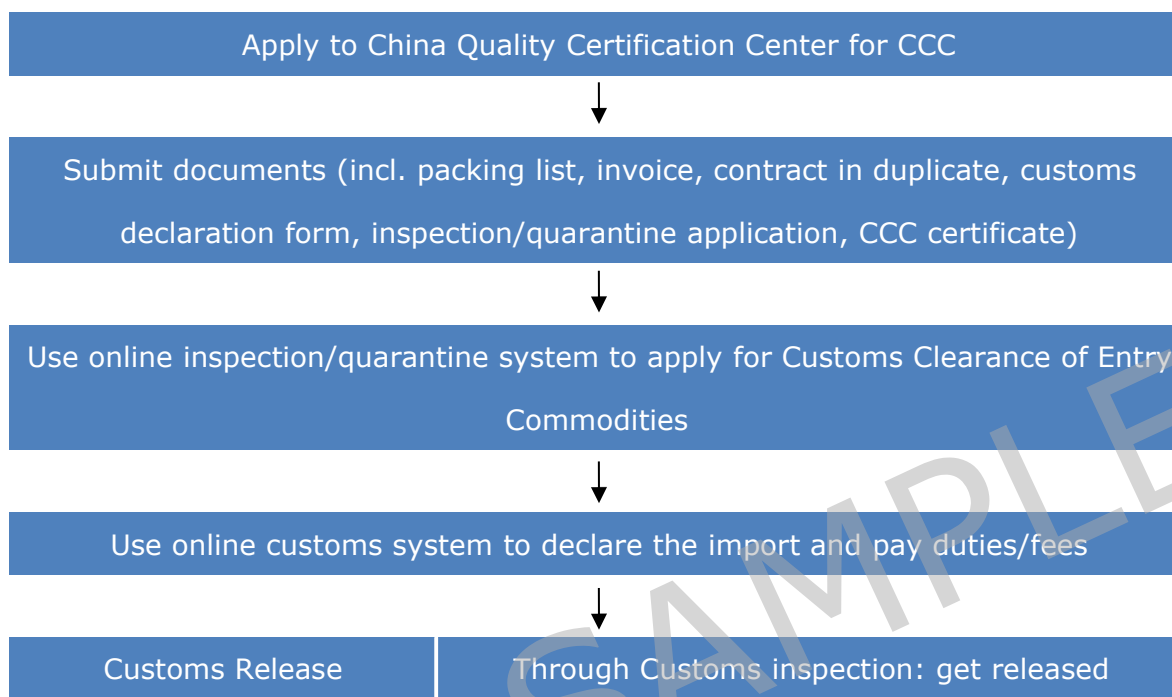 Apply to China Quality Certification Center for CCC
Submit documents (incl. packing list, invoice, contract in duplicate, customs
declaration form, inspection/quarantine application, CCC certificate)
Use online inspection/quarantine system to apply for Customs Clearance of Entry
Commodities
Use online customs system to declare the import and pay duties/fees
Customs Release
Through Customs inspection: get released
SAMPLE